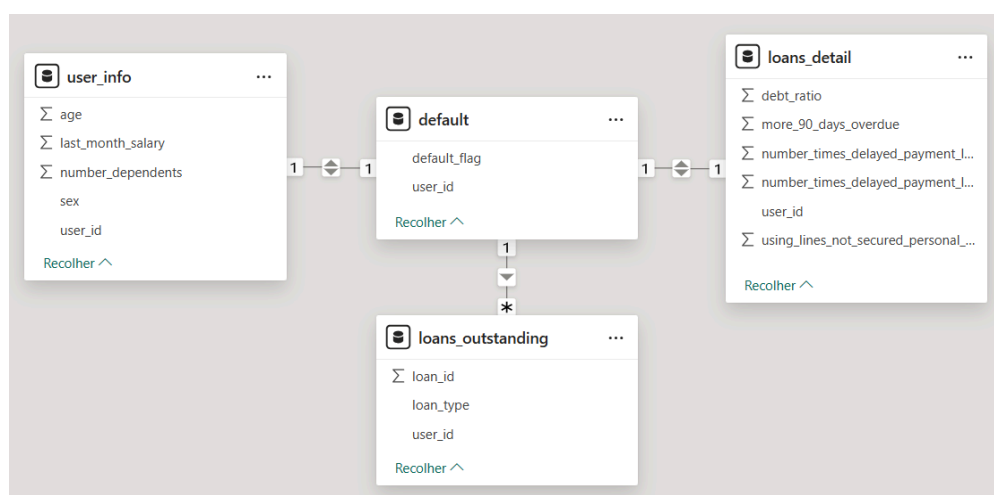 user_info
...
Σ age
Σ last_month_salary
Σ number_dependents
sex
user_id
Recolher
1
1
default
...
default_flag
user_id
Recolher
1
1
loans_detail
...
Σ debt_ratio
Σ more_90_days_overdue
Σ number_times_delayed_payment_l...
Σ number_times_delayed_payment_l...
user_id
Σ using_lines_not_secured_personal_...
Recolher
1
*
loans_outstanding
...
Σ loan_id
loan_type
user_id
Recolher